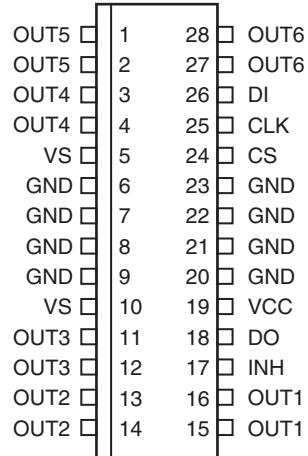 OUT5 1 28 OUT6
OUT5 2 27 OUT6
OUT4 3 26 DI
OUT4 4 25 CLK
VS 5 24 CS
GND 6 23 GND
GND 7 22 GND
GND 8 21 GND
GND 9 20 GND
VS 10 19 VCC
OUT3 11 18 DO
OUT3 12 17 INH
OUT2 13 16 OUT1
OUT2 14 15 OUT1